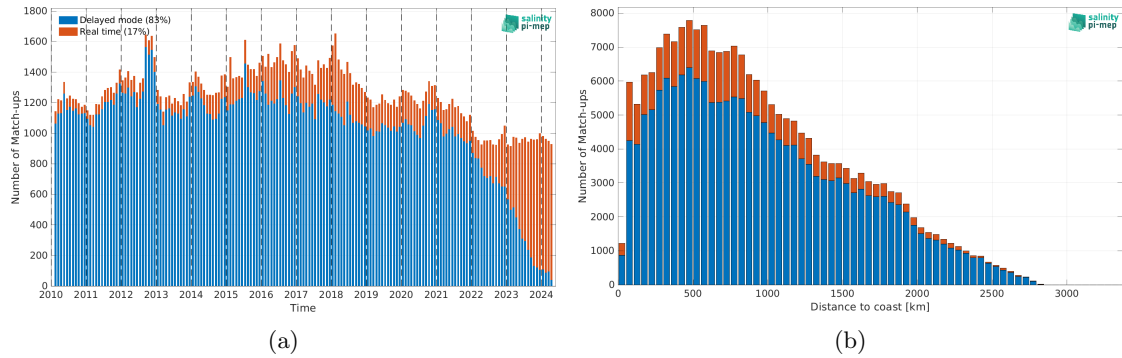 Delayed mode (83%)
Real time (17%)
salinity
pi-mep
Number of Match-ups
1800
1600
1400
1200
1000
800
600
400
200
0
2010 2011 2012 2013 2014 2015 2016 2017 2018 2019 2020 2021 2022 2023 2024
Time
(a)
salinity
pi-mep
Number of Match-ups
8000
7000
6000
5000
4000
3000
2000
1000
0
0 500 1000 1500 2000 2500 3000
Distance to coast [km]
(b)